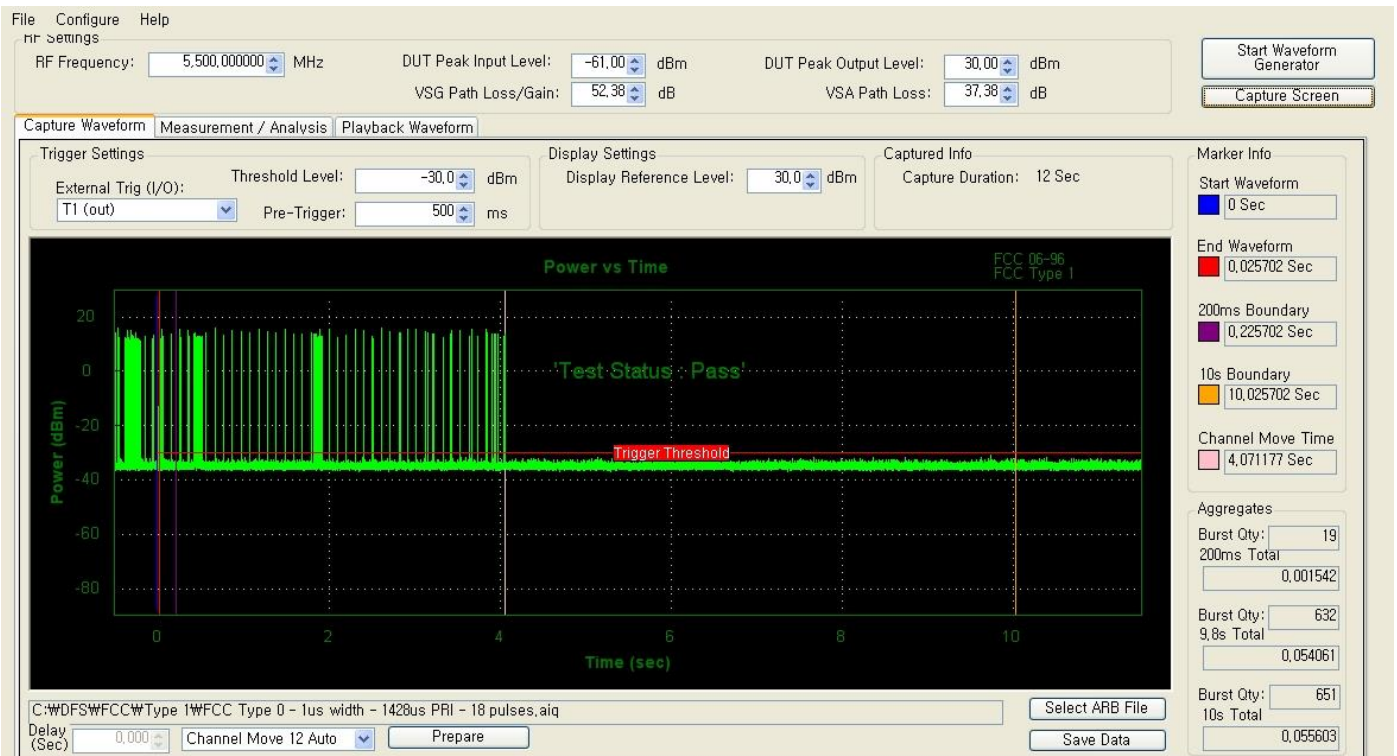 File Configure Help
RF Settings
RF Frequency: 5,500,000000 MHz DUT Peak Input Level: -61,00 dBm DUT Peak Output Level: 30,00 dBm
VSG Path Loss/Gain: 52,38 dB VSA Path Loss: 37,38 dB
Start Waveform
Generator
Capture Screen
Capture Waveform Measurement / Analysis Playback Waveform
Trigger Settings
External Trig (I/O):
T1 (out)
Threshold Level: -30,0 dBm
Pre-Trigger: 500 ms
Display Settings
Display Reference Level: 30,0 dBm
Captured Info
Capture Duration: 12 Sec
Power vs Time
FCC 06-96
FCC Type 1
20
0
-20
-40
-60
-80
Power (dBm)
'Test Status : Pass'
Trigger Threshold
0 2 4 6 8 10
Time (sec)
Marker Info
Start Waveform
0 Sec
End Waveform
0,025702 Sec
200ms Boundary
0,225702 Sec
10s Boundary
10,025702 Sec
Channel Move Time
4,071177 Sec
Aggregates
Burst Qty: 19
200ms Total
0,001542
Burst Qty: 632
9,8s Total
0,054061
Burst Qty: 651
10s Total
0,055603
C:₩DFS₩FCC₩Type 1₩FCC Type 0 - 1us width - 1428us PRI - 18 pulses,aiq
Select ARB File
Delay
(Sec) 0,000 Channel Move 12 Auto Prepare
Save Data